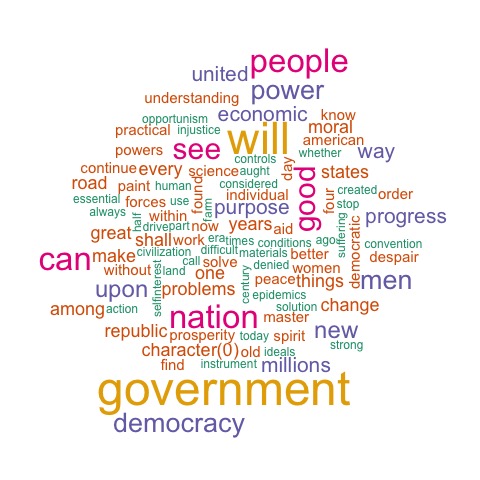 people
united
power
understanding
economic
know
opportunism
practical
injustice
will
moral
american
powers
see
controls
whether
way
continue
every
science
aught
day
states
road
paint
human
found
considered
individual
good
four
created
order
essential
forces
use
farm
purpose
stop
always
half
within
progress
drive
part
now
years
aid
suffering
democratic
great
shall
work
era
times
conditions
ago
convention
can
make
civilization
difficult
materials
better
despair
without
land
call
solve
one
century
denied
women
peace
things
men
upon
selfinterest
problems
epidemics
among
action
nation
solution
change
master
republic
prosperity
today
spirit
new
strong
character(0)
old
ideals
find
instrument
millions
government
democracy